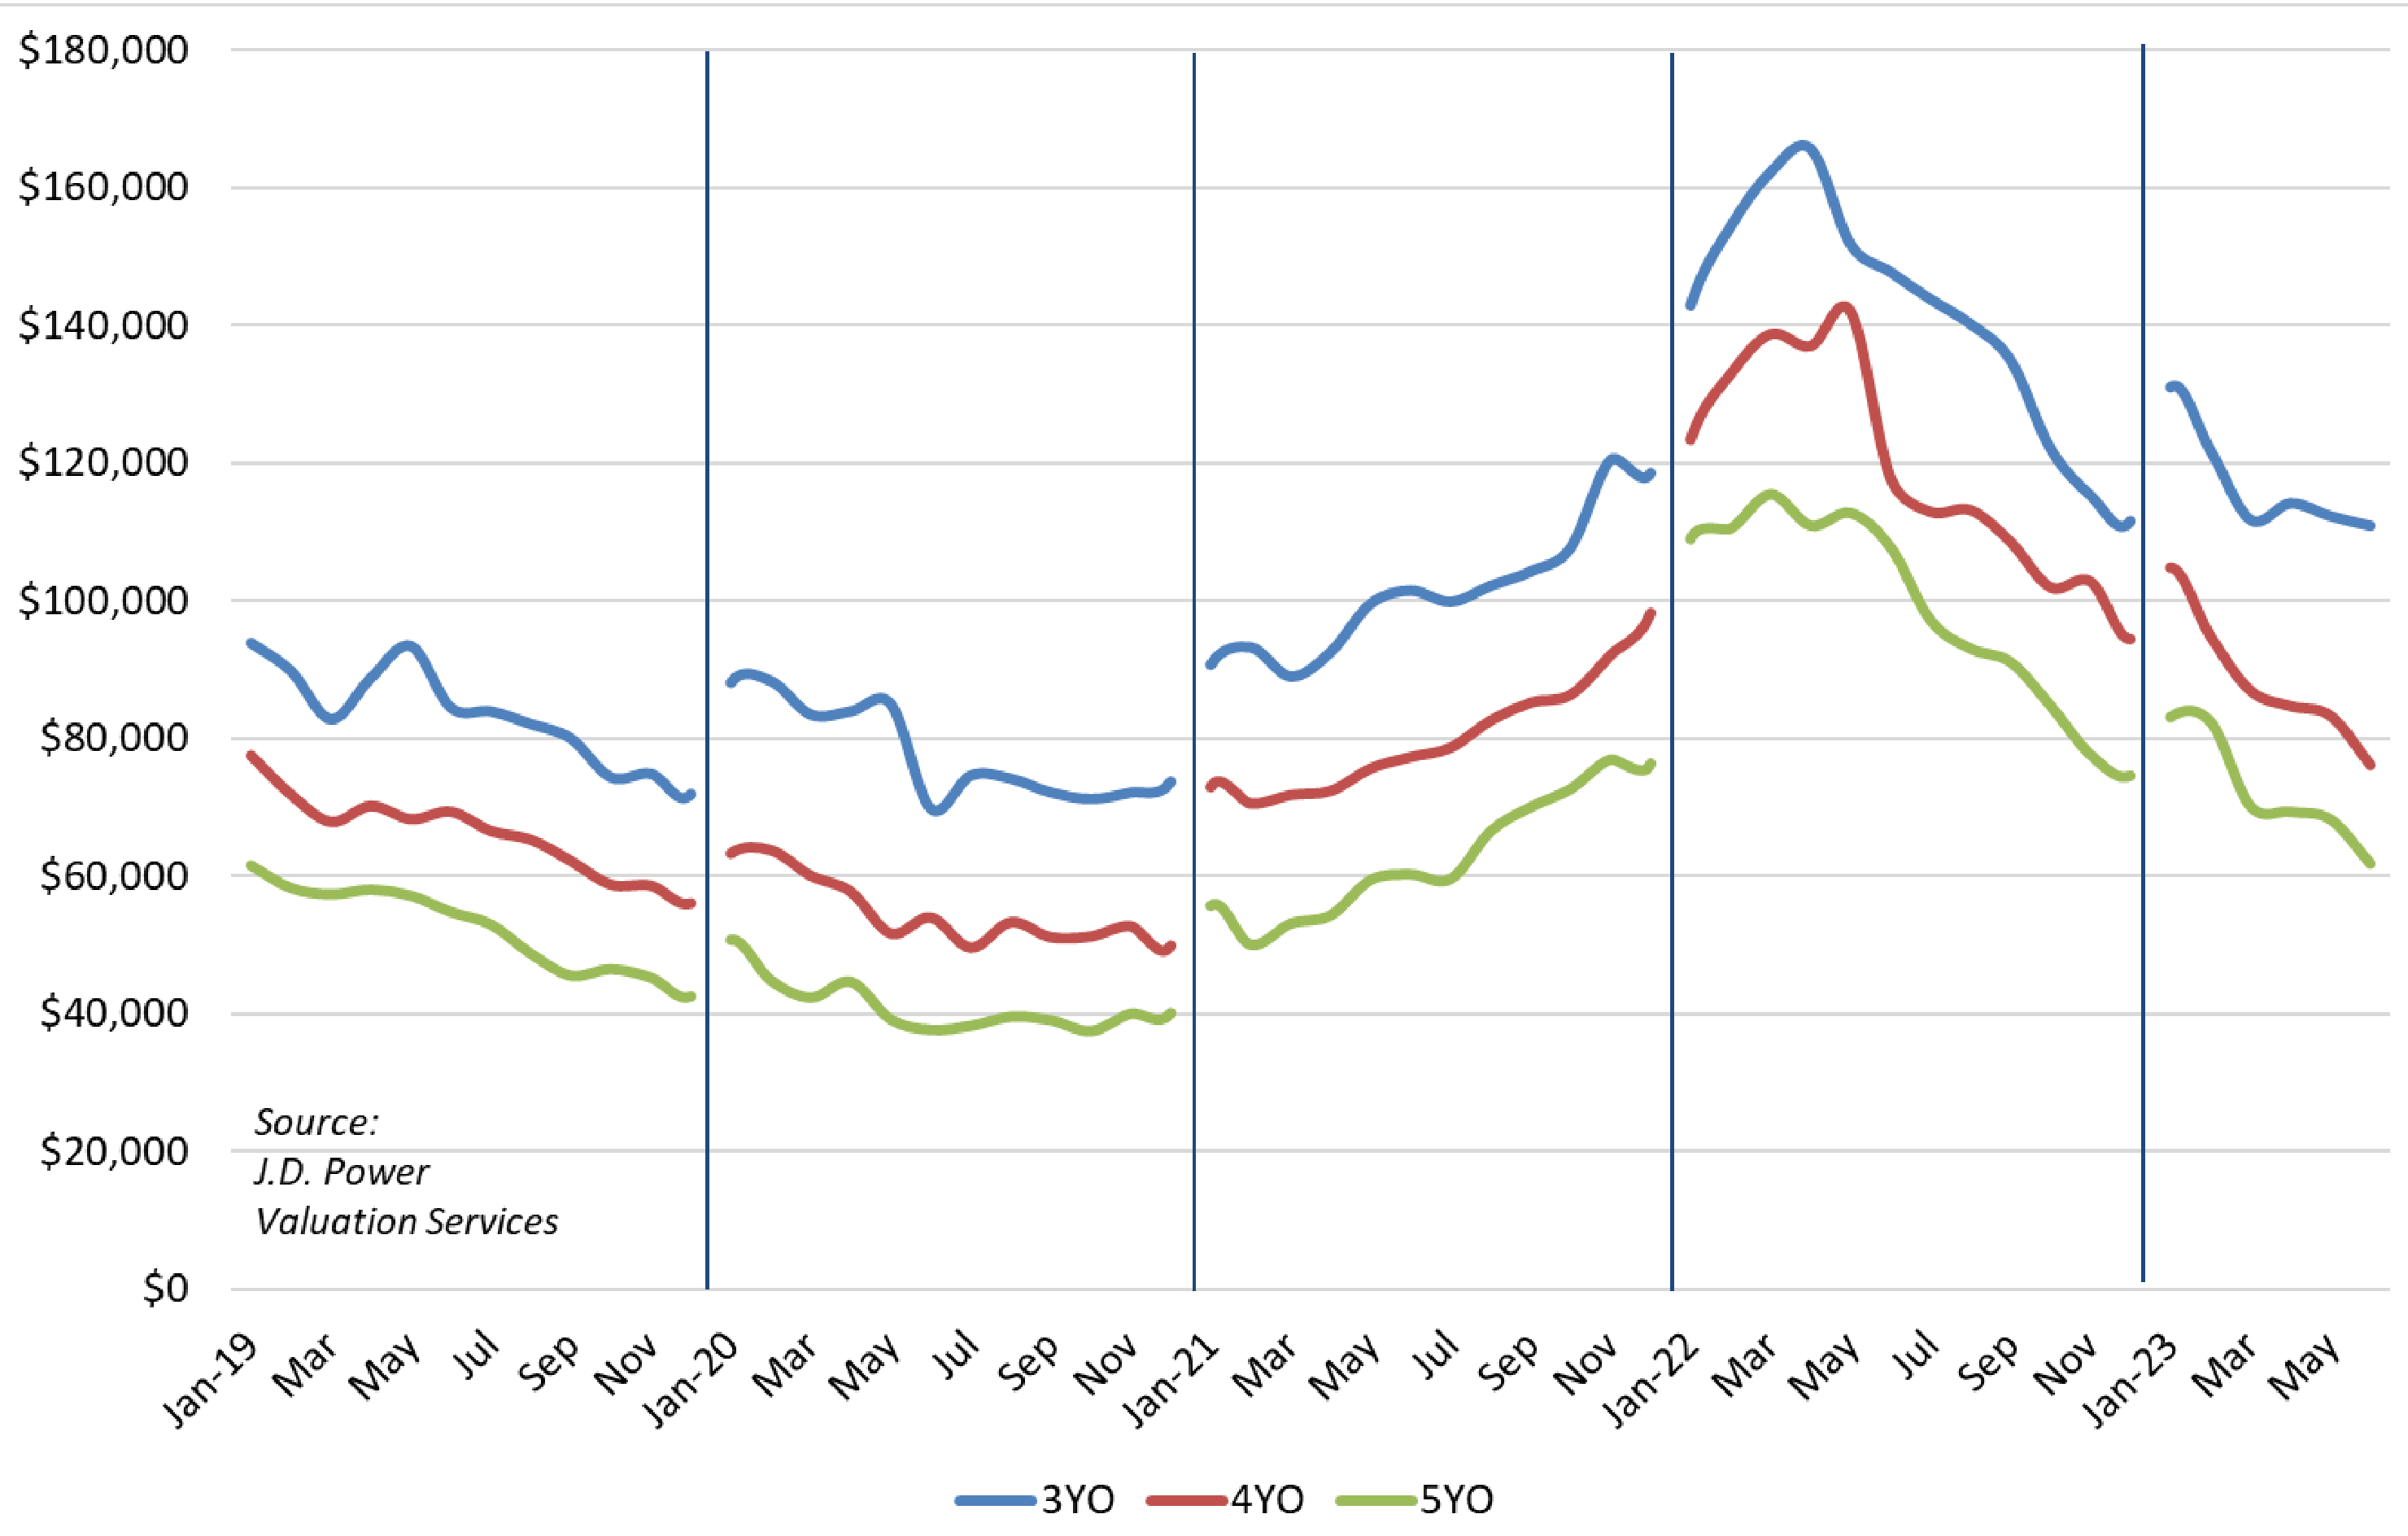 $180,000
$160,000
$140,000
$120,000
$100,000
$80,000
$60,000
$40,000
$20,000
$0
Source:
J.D. Power
Valuation Services
Jan-19 Mar May Jul Sep Nov Jan-20 Mar May Jul Sep Nov Jan-21 Mar May Jul Sep Nov Jan-22 Mar May Jul Sep Nov Jan-23 Mar May
3YO 4YO 5YO